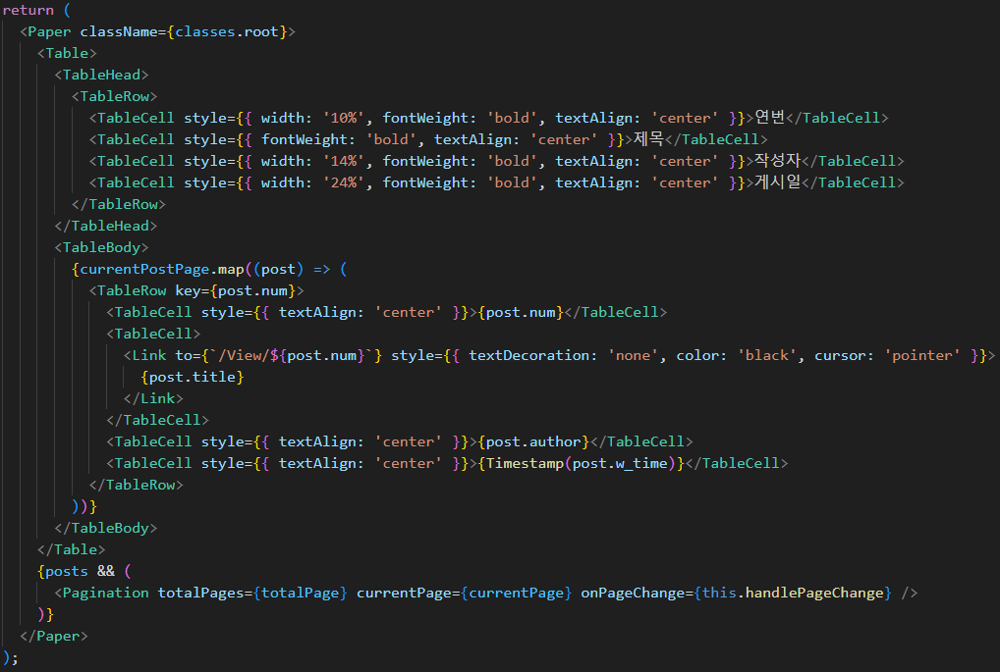 return (
<Paper className={classes.root}>
<Table>
<TableHead>
<TableRow>
<TableCell style={{ width: '10%', fontWeight: 'bold', textAlign: 'center' }}>연번</TableCell>
<TableCell style={{ fontWeight: 'bold', textAlign: 'center' }}>제목</TableCell>
<TableCell style={{ width: '14%', fontWeight: 'bold', textAlign: 'center' }}>작성자</TableCell>
<TableCell style={{ width: '24%', fontWeight: 'bold', textAlign: 'center' }}>게시일</TableCell>
</TableRow>
</TableHead>
<TableBody>
{currentPostPage.map((post) => (
<TableRow key={post.num}>
<TableCell style={{ textAlign: 'center' }}>{post.num}</TableCell>
<TableCell>
<Link to={`/View/${post.num}`} style={{ textDecoration: 'none', color: 'black', cursor: 'pointer' }}>
{post.title}
</Link>
</TableCell>
<TableCell style={{ textAlign: 'center' }}>{post.author}</TableCell>
<TableCell style={{ textAlign: 'center' }}>{Timestamp(post.w_time)}</TableCell>
</TableRow>
))}
</TableBody>
</Table>
{posts && (
<Pagination totalPages={totalPage} currentPage={currentPage} onPageChange={this.handlePageChange} />
)}
</Paper>
);